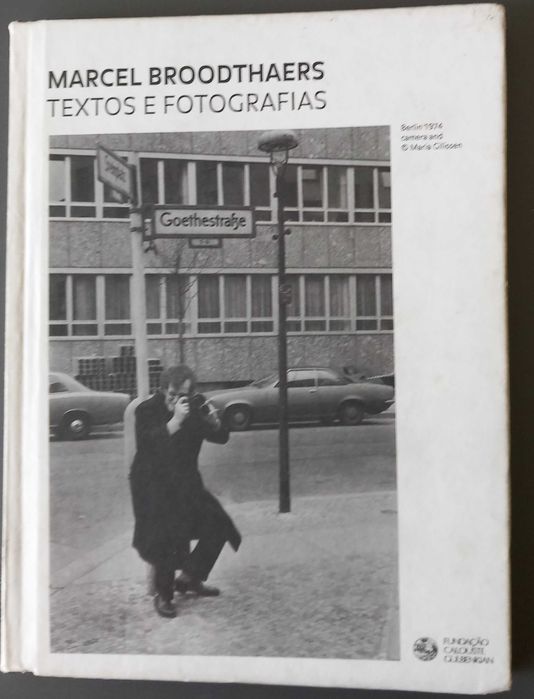 MARCEL BROODTHAERS
TEXTOS E FOTOGRAFIAS
Berlin 1974
camera and
© Maria Gilissen
Goethestraße
FUNDAÇÃO
CALOUSTE
GULBENKIAN